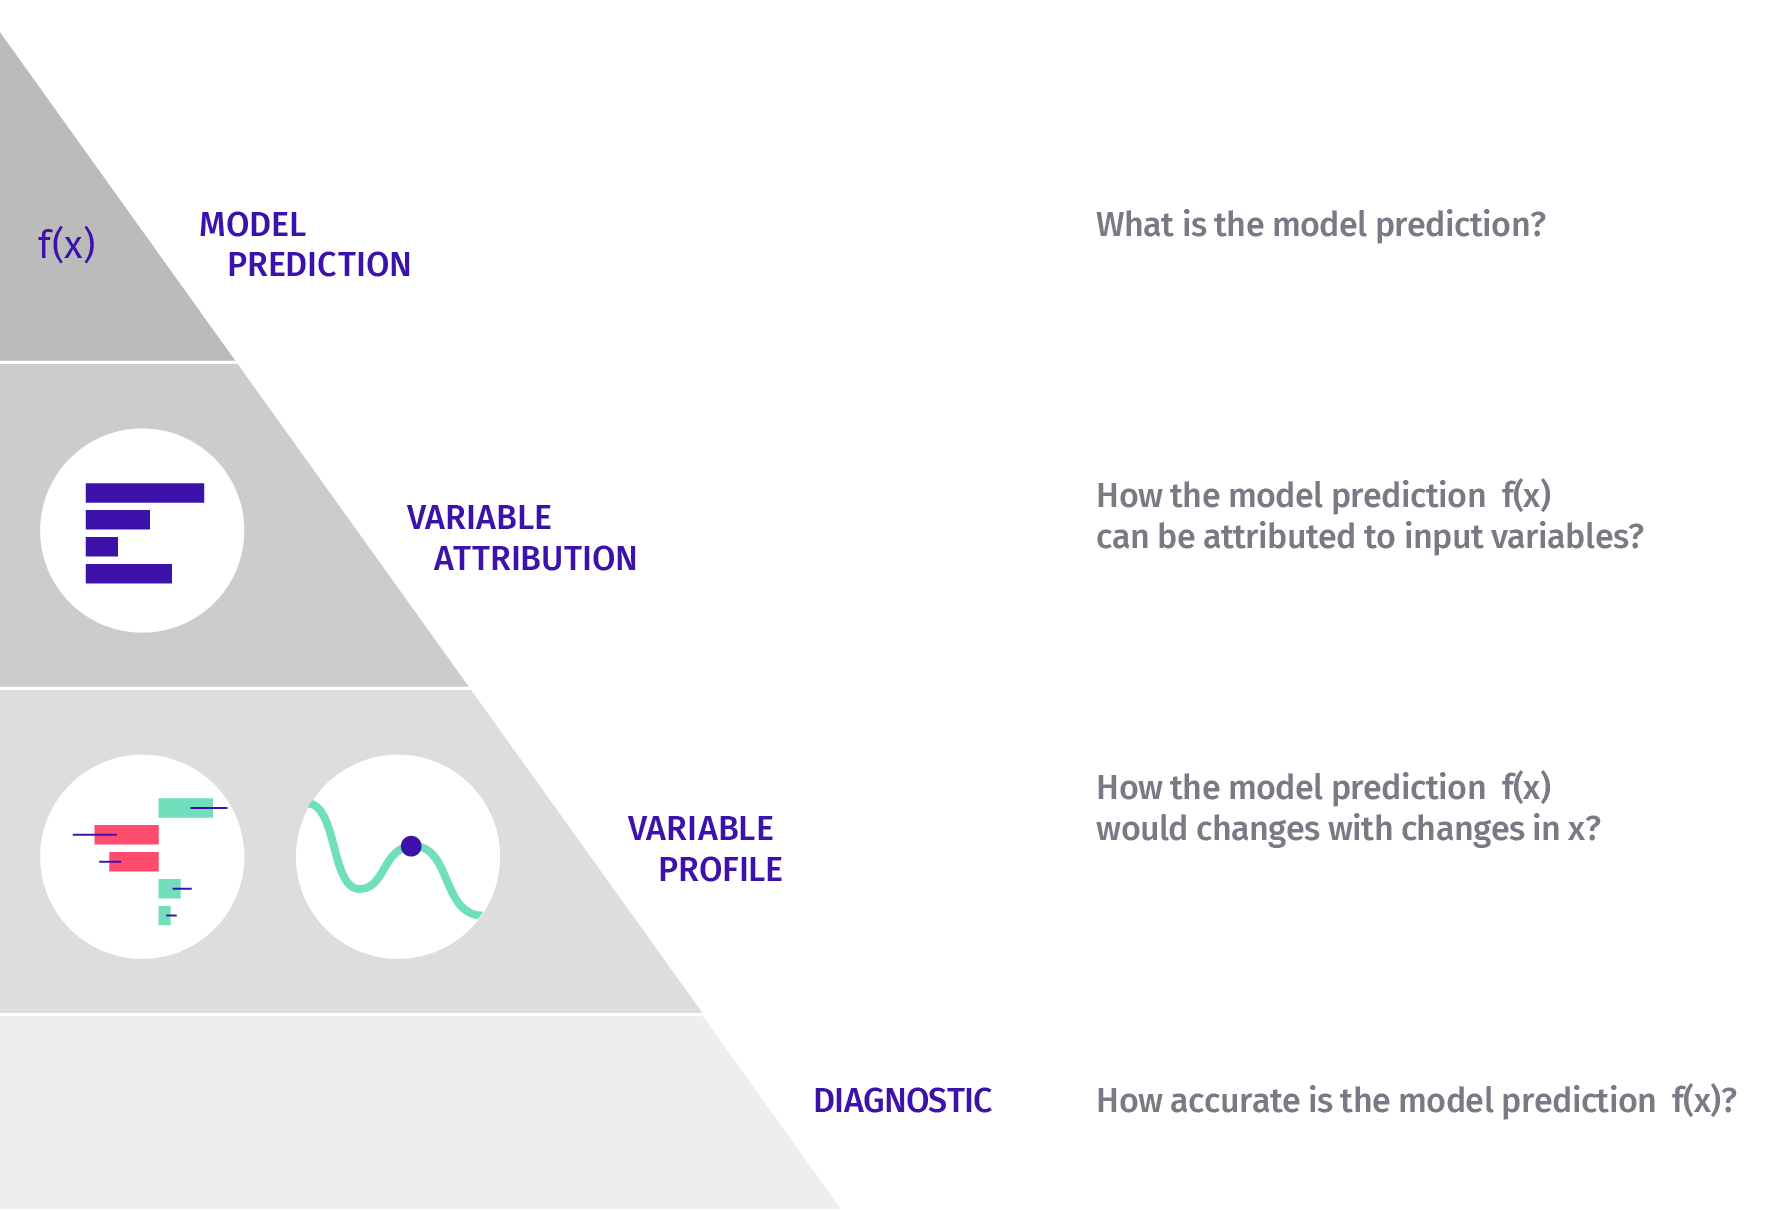 f(x)
MODEL
PREDICTION
What is the model prediction?
VARIABLE
ATTRIBUTION
How the model prediction f(x)
can be attributed to input variables?
VARIABLE
PROFILE
How the model prediction f(x)
would changes with changes in x?
DIAGNOSTIC
How accurate is the model prediction f(x)?